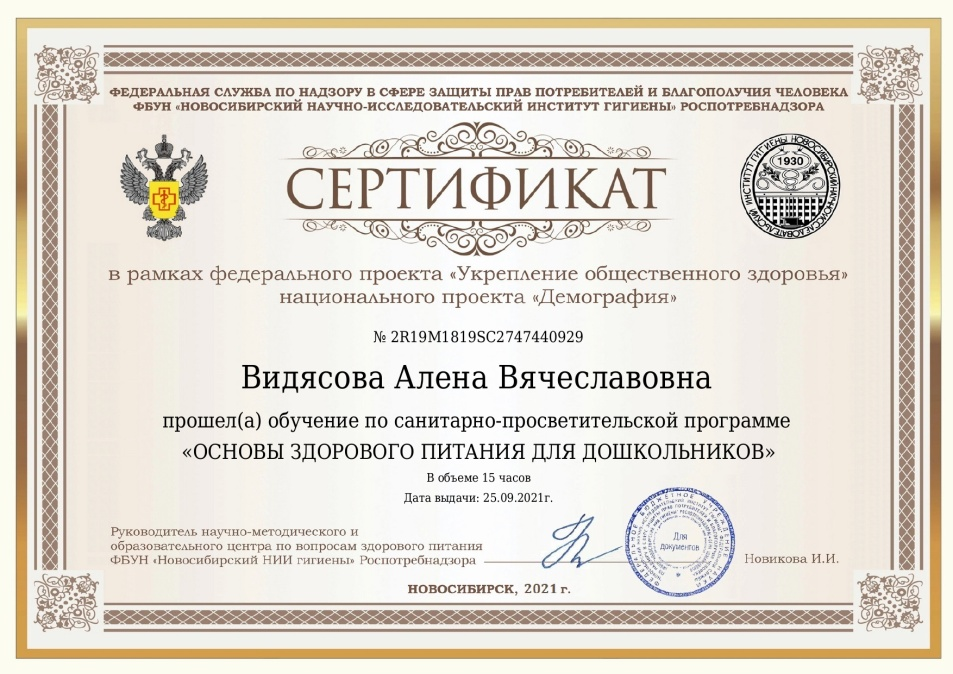 ФЕДЕРАЛЬНАЯ СЛУЖБА ПО НАДЗОРУ В СФЕРЕ ЗАЩИТЫ ПРАВ ПОТРЕБИТЕЛЕЙ И БЛАГОПОЛУЧИЯ ЧЕЛОВЕКА
ФБУН «НОВОСИБИРСКИЙ НАУЧНО-ИССЛЕДОВАТЕЛЬСКИЙ ИНСТИТУТ ГИГИЕНЫ» РОСПОТРЕБНАДЗОРА
СЕРТИФИКАТ
НОВОСИБИРСКИЙ НАУЧНО-ИССЛЕДОВАТЕЛЬСКИЙ ИНСТИТУТ ГИГИЕНЫ
1930
в рамках федерального проекта «Укрепление общественного здоровья»
национального проекта «Демография»
№ 2R19M1819SC2747440929
Видясова Алена Вячеславовна
прошел(а) обучение по санитарно-просветительской программе
«ОСНОВЫ ЗДОРОВОГО ПИТАНИЯ ДЛЯ ДОШКОЛЬНИКОВ»
В объеме 15 часов
Дата выдачи: 25.09.2021г.
Руководитель научно-методического и
образовательного центра по вопросам здорового питания
ФБУН «Новосибирский НИИ гигиены» Роспотребнадзора
Для
документов
Новикова И.И.
НОВОСИБИРСК, 2021 г.